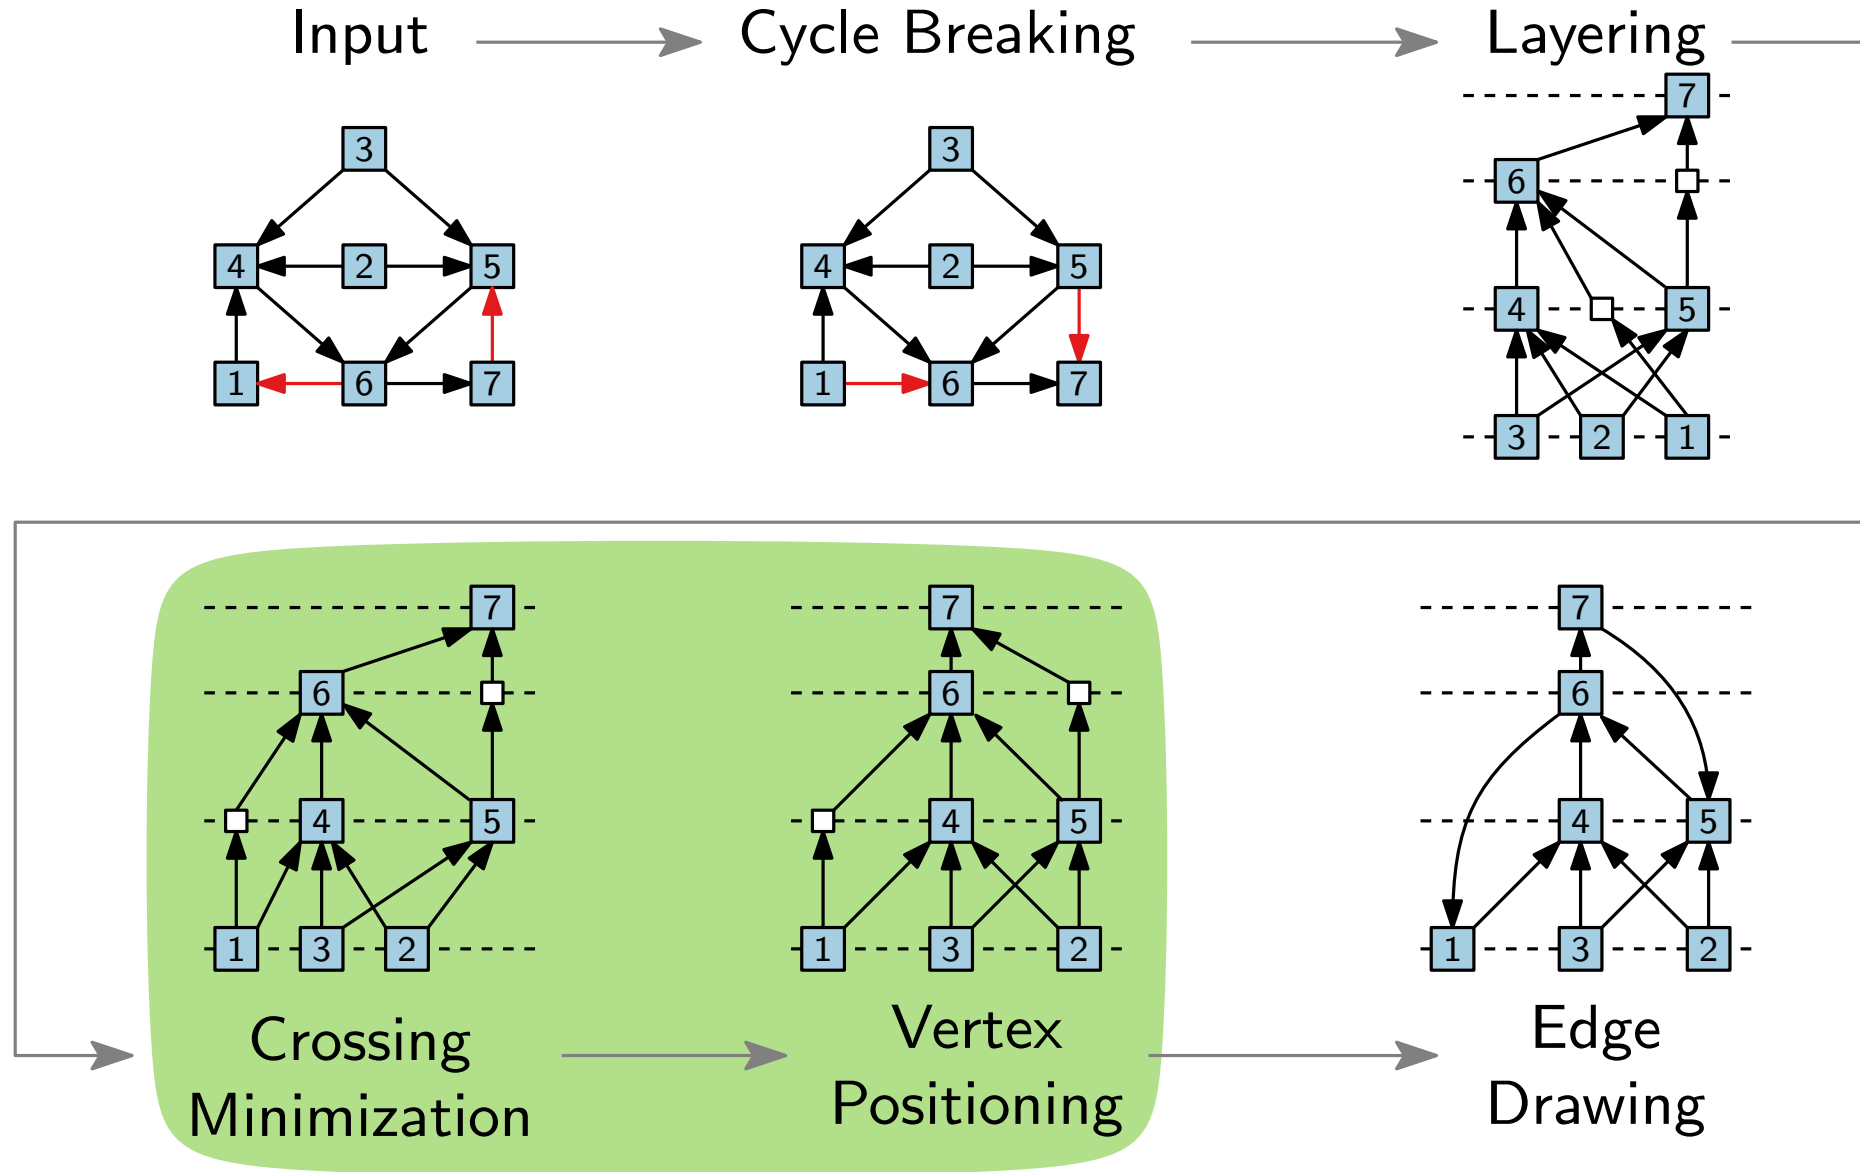 Input Cycle Breaking Layering
7
3 3
6
4 2 5 4 2 5
4 5
1 6 7 1 6 7
3 2 1
7 7 7
6 6 6
4 5 4 5 4 5
1 3 2 1 3 2 1 3 2
Crossing Vertex Edge
Minimization Positioning Drawing